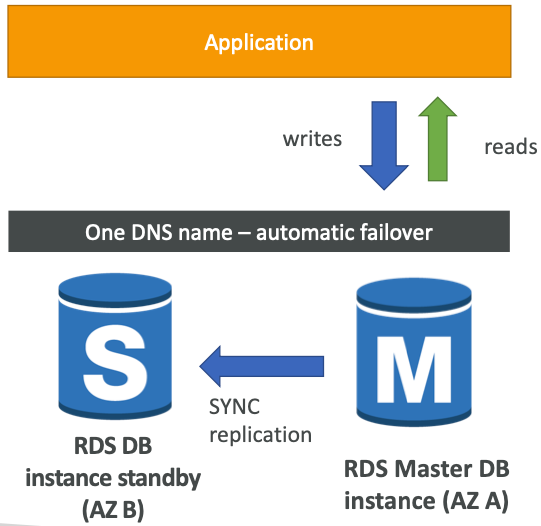 Application
writes
reads
One DNS name – automatic failover
S
M
SYNC
replication
RDS DB
instance standby
(AZ B)
RDS Master DB
instance (AZ A)